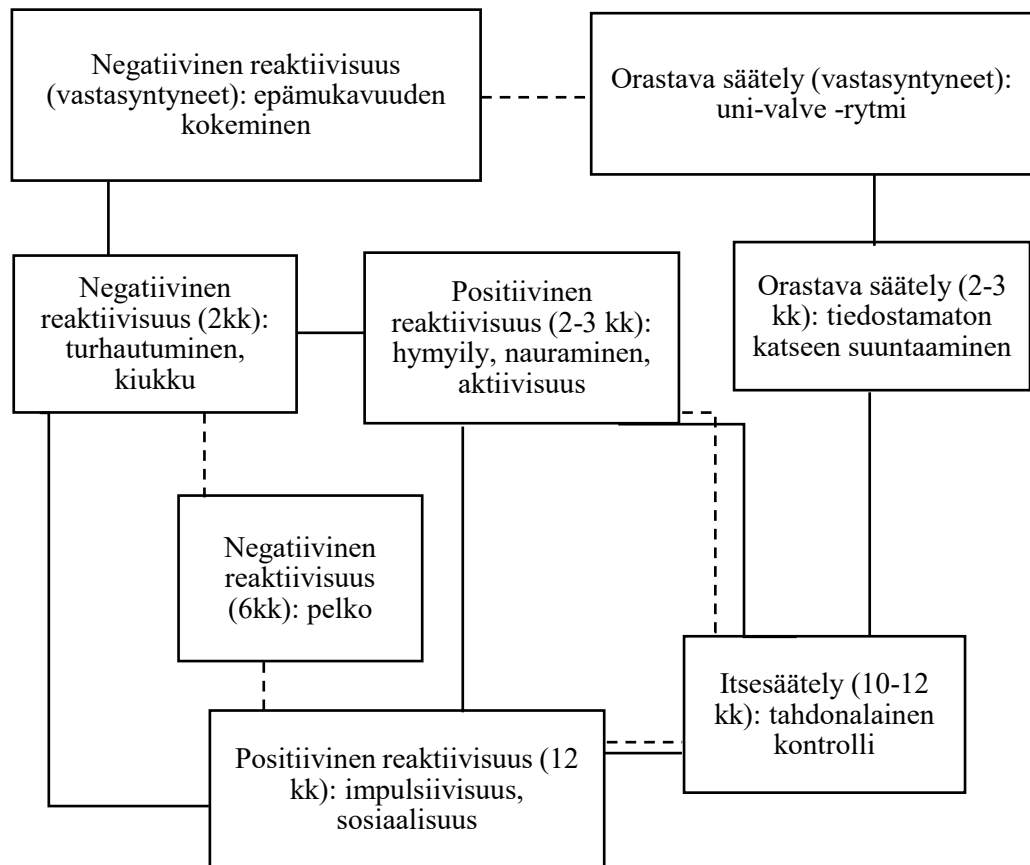 Negatiivinen reaktiivisuus
(vastasyntyneet): epämukavuuden
kokeminen
Orastava säätely (vastasyntyneet):
uni-valve -rytmi
Negatiivinen
reaktiivisuus (2kk):
turhautuminen,
kiukku
Positiivinen
reaktiivisuus (2-3 kk):
hymyily, nauraminen,
aktiivisuus
Orastava säätely (2-3
kk): tiedostamaton
katseen suuntaaminen
Negatiivinen
reaktiivisuus
(6kk): pelko
Itsesäätely (10-12
kk): tahdonalainen
kontrolli
Positiivinen reaktiivisuus (12
kk): impulsiivisuus,
sosiaalisuus